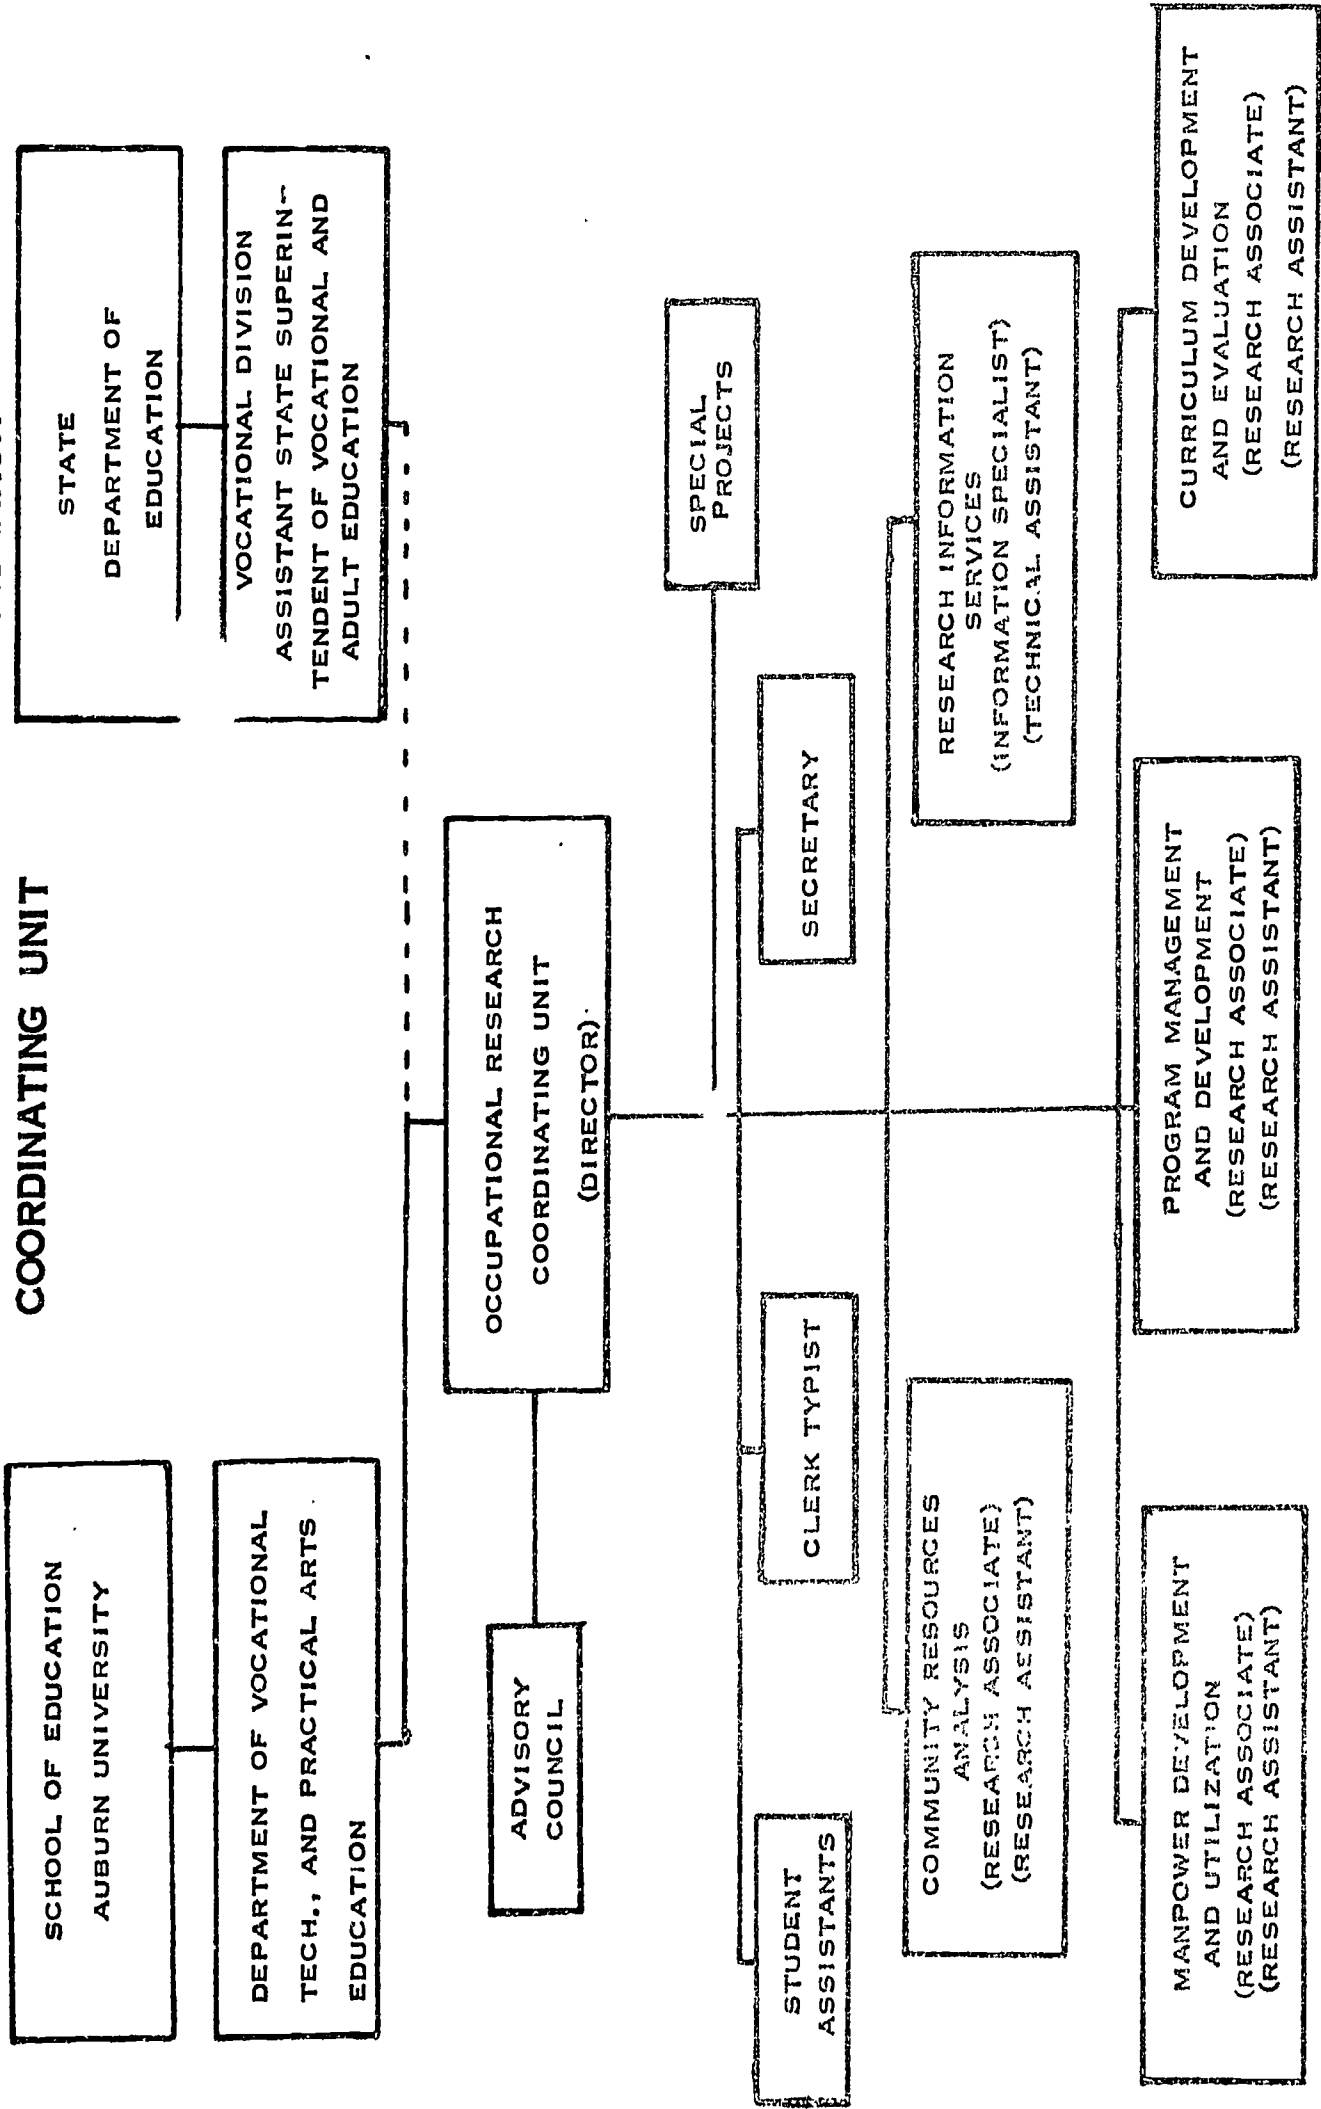 COORDINATING UNIT
SCHOOL OF EDUCATION
AUBURN UNIVERSITY
STATE
DEPARTMENT OF
EDUCATION
DEPARTMENT OF VOCATIONAL
TECH., AND PRACTICAL ARTS
EDUCATION
VOCATIONAL DIVISION
ASSISTANT STATE SUPERIN-
TENDENT OF VOCATIONAL AND
ADULT EDUCATION
OCCUPATIONAL RESEARCH
COORDINATING UNIT
(DIRECTOR)
ADVISORY
COUNCIL
SPECIAL
PROJECTS
STUDENT
ASSISTANTS
CLERK TYPIST
SECRETARY
COMMUNITY RESOURCES
ANALYSIS
(RESEARCH ASSOCIATE)
(RESEARCH ASSISTANT)
RESEARCH INFORMATION
SERVICES
(INFORMATION SPECIALIST)
(TECHNICAL ASSISTANT)
MANPOWER DEVELOPMENT
AND UTILIZATION
(RESEARCH ASSOCIATE)
(RESEARCH ASSISTANT)
PROGRAM MANAGEMENT
AND DEVELOPMENT
(RESEARCH ASSOCIATE)
(RESEARCH ASSISTANT)
CURRICULUM DEVELOPMENT
AND EVALUATION
(RESEARCH ASSOCIATE)
(RESEARCH ASSISTANT)